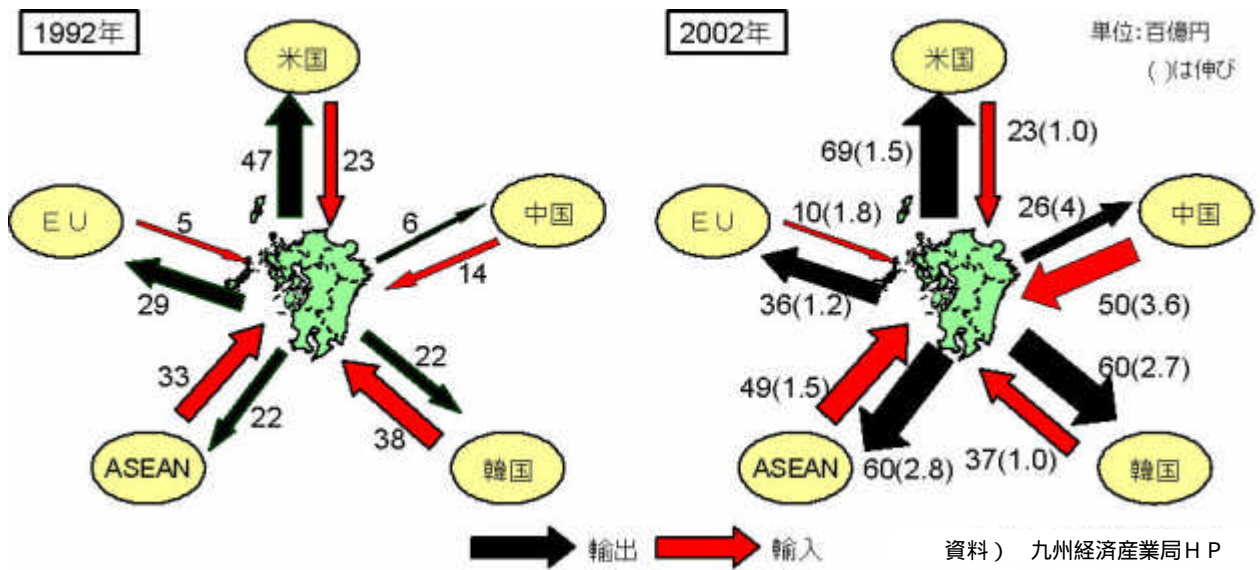 1992年
米国
47
23
ＥＵ
5
29
6
14
中国
33
22
ASEAN
22
38
韓国
2002年
単位：百億円
( )は伸び
米国
69(1.5)
23(1.0)
ＥＵ
10(1.8)
36(1.2)
26(4)
50(3.6)
中国
49(1.5)
60(2.8)
ASEAN
60(2.7)
37(1.0)
韓国
輸出
輸入
資料） 九州経済産業局ＨＰ